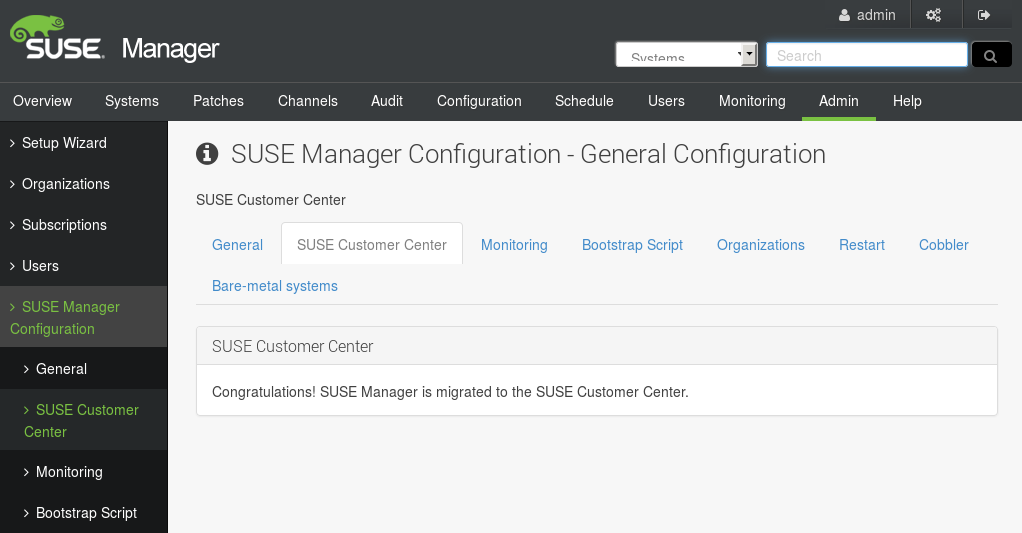 admin
SUSE Manager
Systems
Search
Overview Systems Patches Channels Audit Configuration Schedule Users Monitoring Admin Help
Setup Wizard
Organizations
Subscriptions
Users
SUSE Manager
Configuration
General
SUSE Customer
Center
Monitoring
Bootstrap Script
SUSE Manager Configuration - General Configuration
SUSE Customer Center
General SUSE Customer Center Monitoring Bootstrap Script Organizations Restart Cobbler
Bare-metal systems
SUSE Customer Center
Congratulations! SUSE Manager is migrated to the SUSE Customer Center.